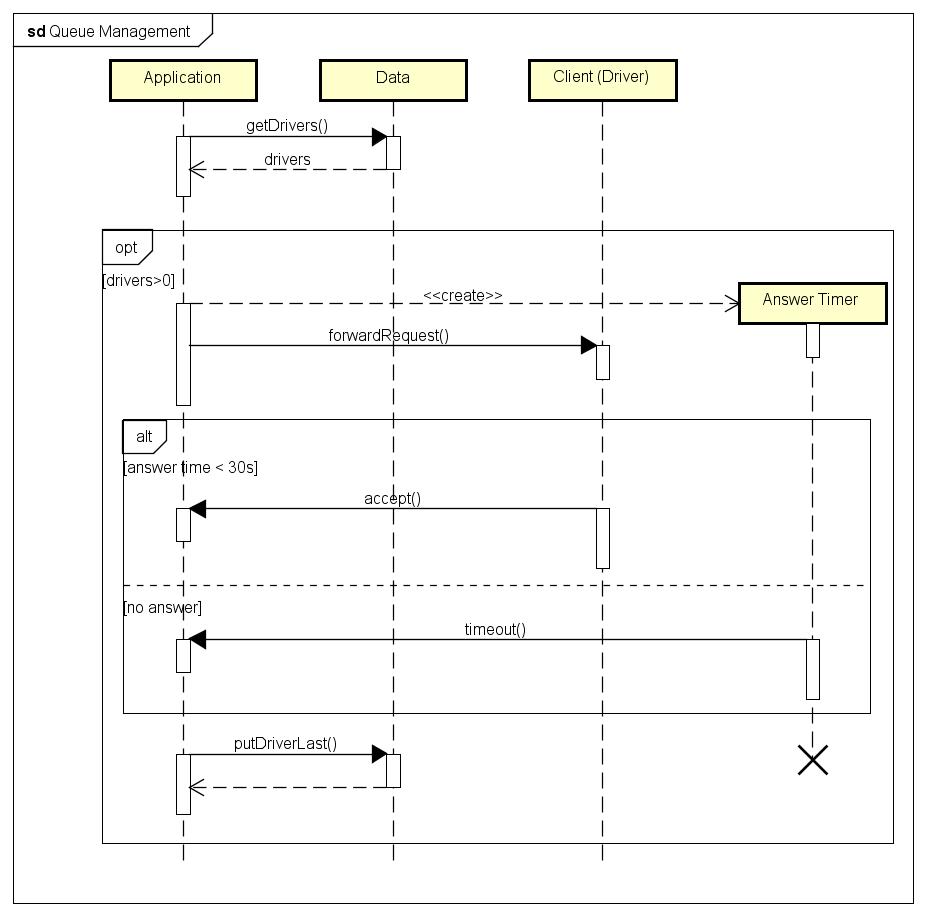 sd Queue Management
Application
Data
Client (Driver)
getDrivers()
drivers
opt
[drivers>0]
<<create>>
Answer Timer
forwardRequest()
alt
[answer time < 30s]
accept()
[no answer]
timeout()
putDriverLast()